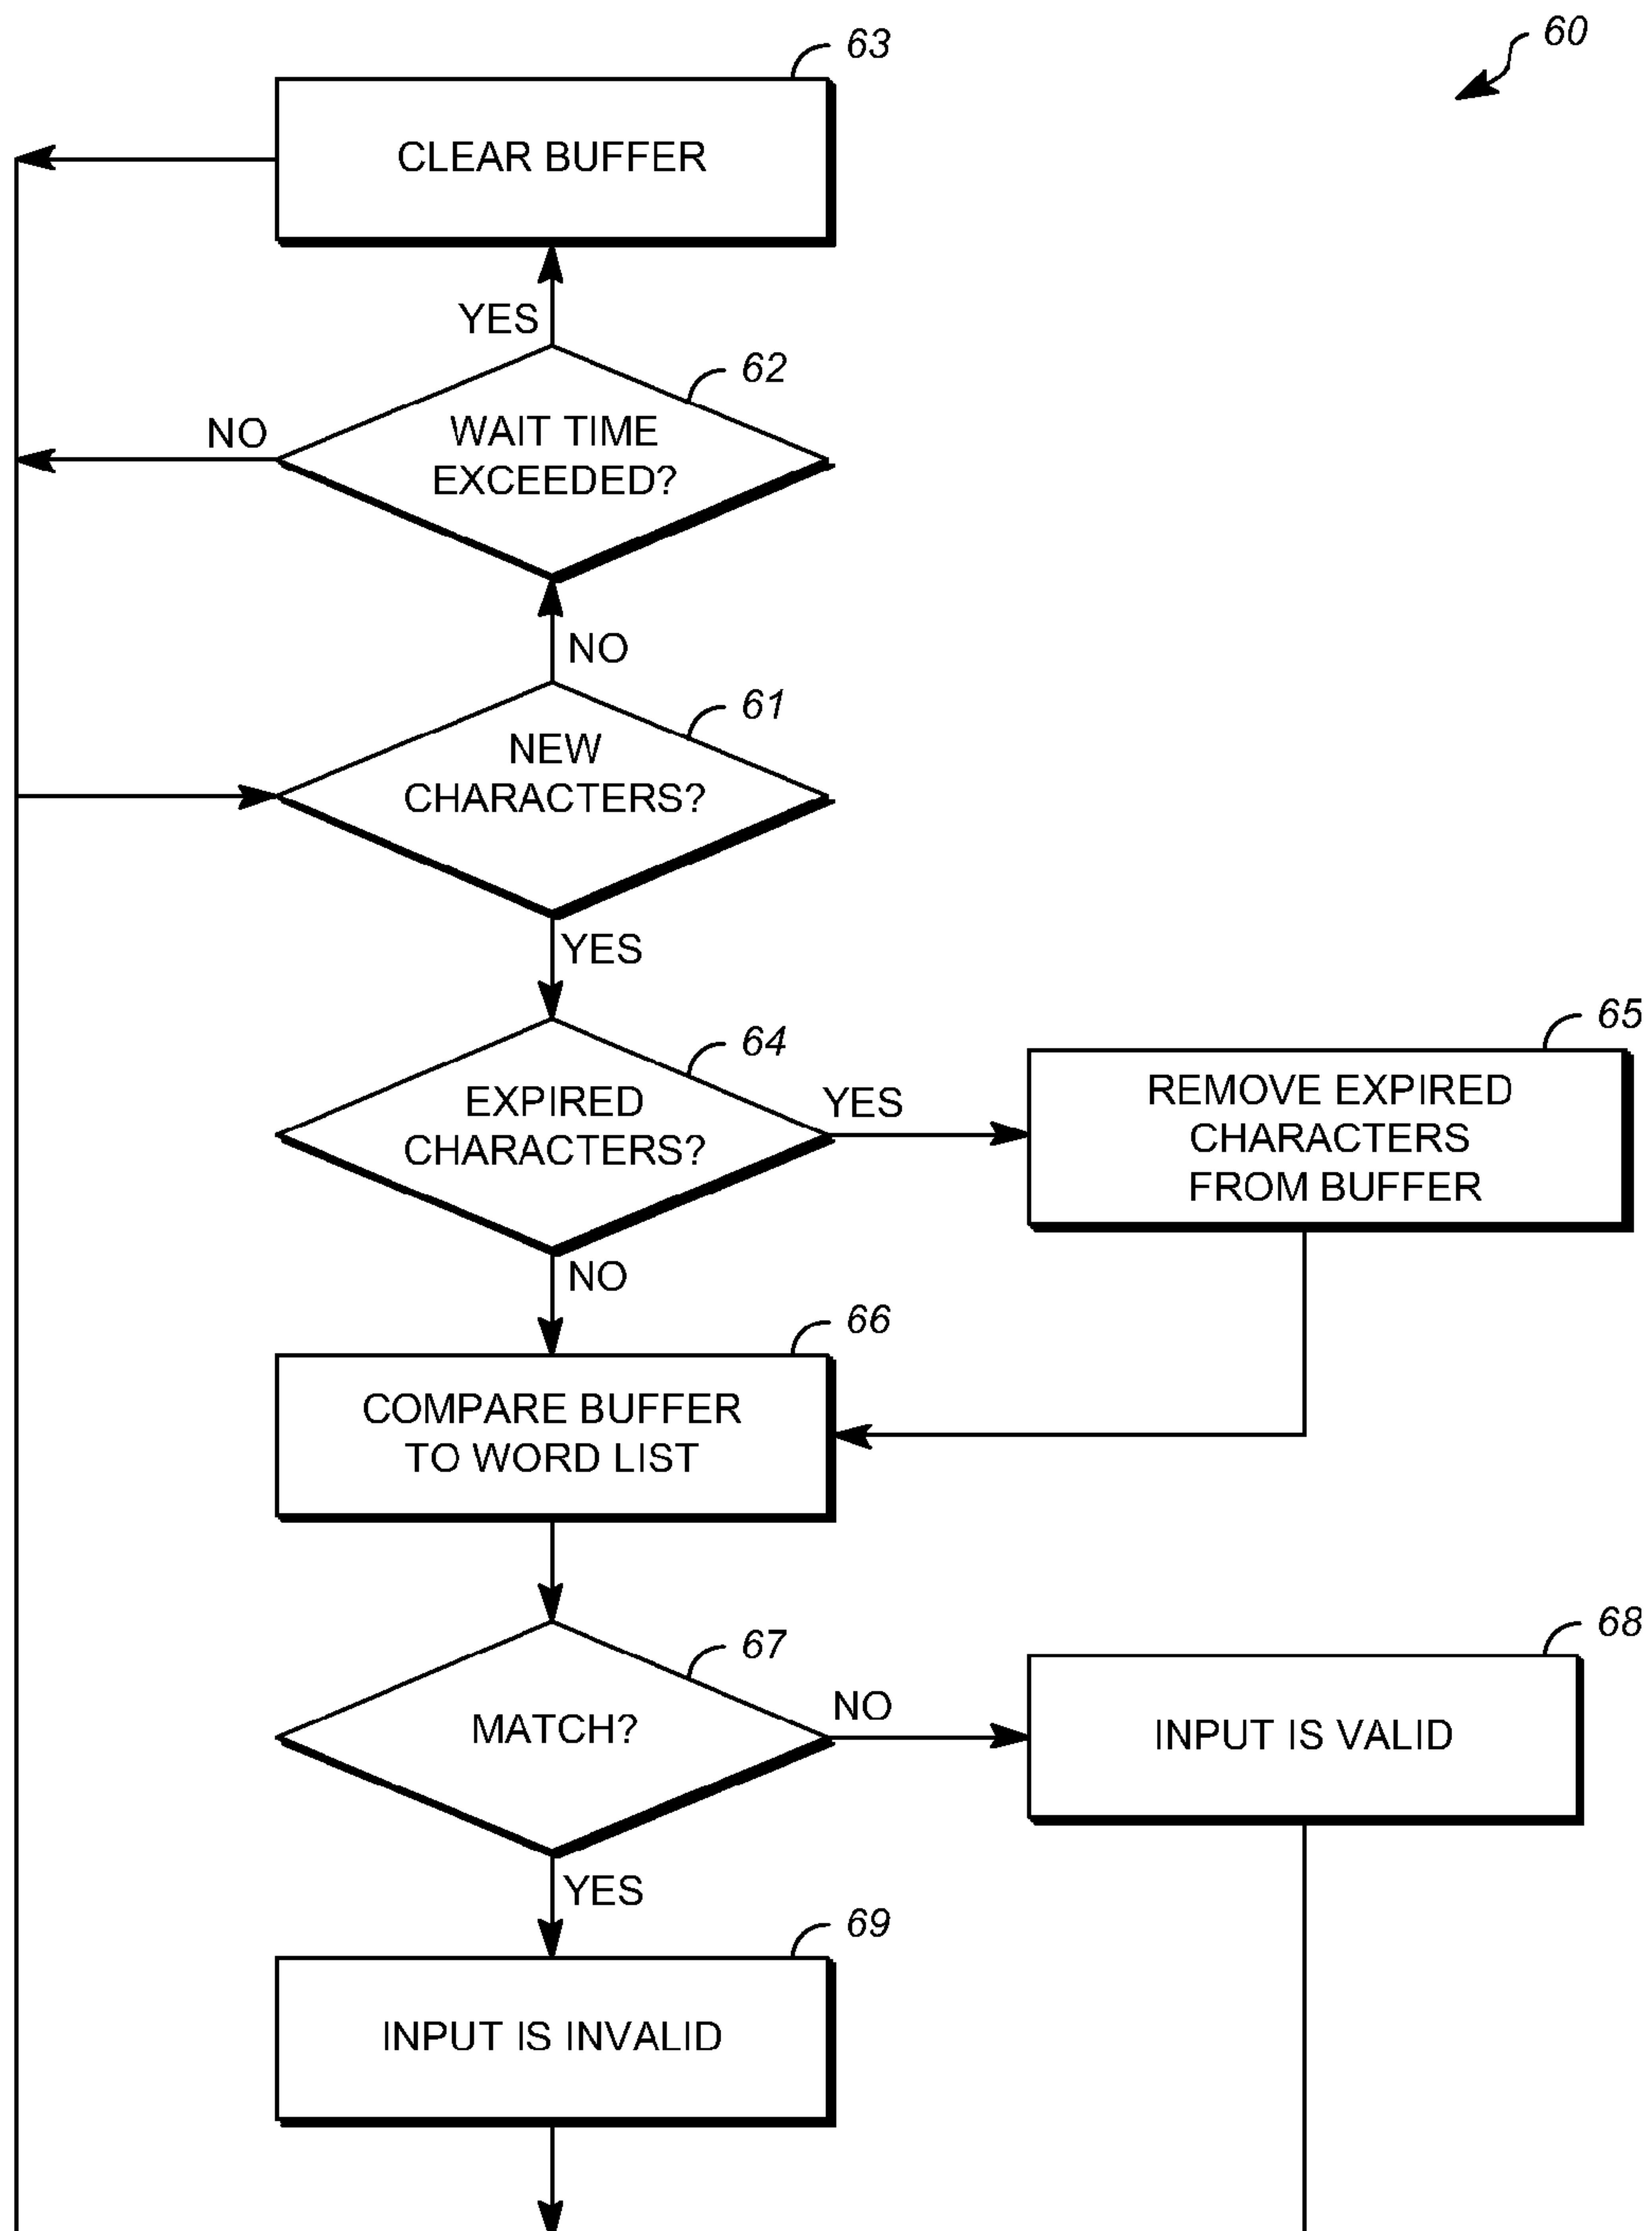 63
60
CLEAR BUFFER
YES
62
NO
WAIT TIME
EXCEEDED?
NO
61
NEW
CHARACTERS?
YES
65
64
EXPIRED
CHARACTERS?
YES
REMOVE EXPIRED
CHARACTERS
FROM BUFFER
NO
66
COMPARE BUFFER
TO WORD LIST
68
67
MATCH?
NO
INPUT IS VALID
YES
69
INPUT IS INVALID